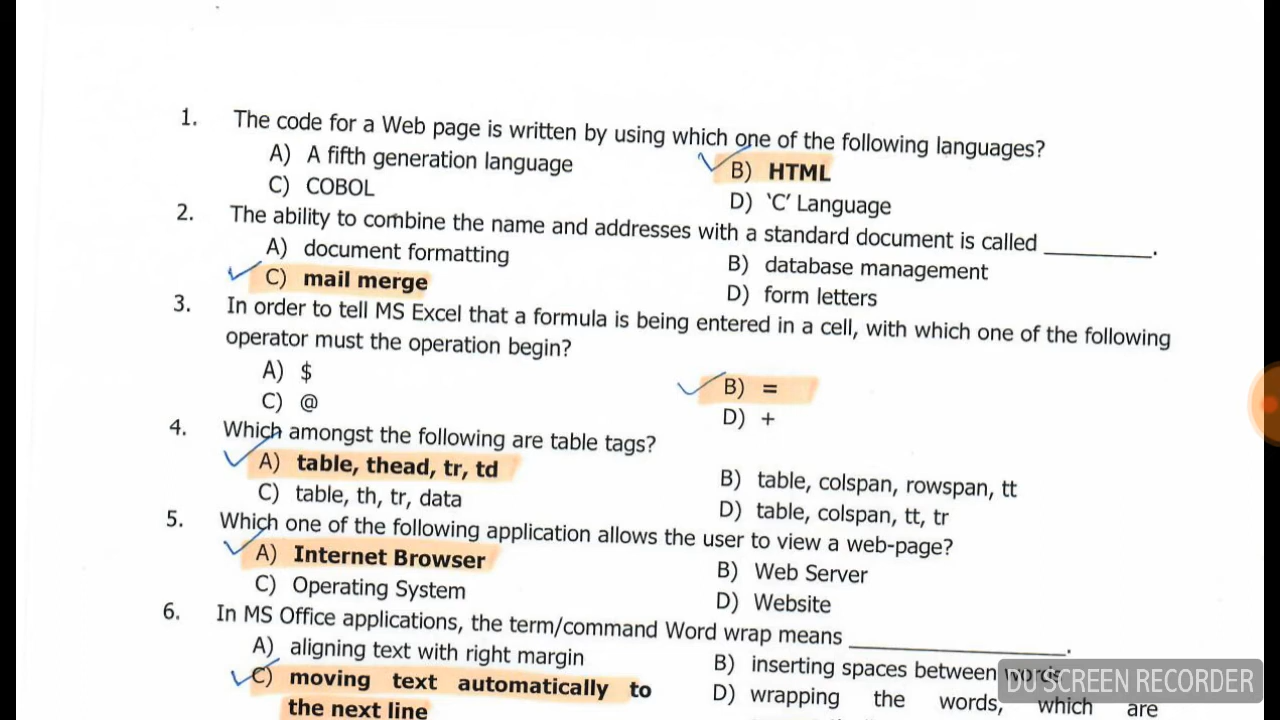 1. The code for a Web page is written by using which one of the following languages?
A) A fifth generation language B) HTML
C) COBOL D) 'C' Language
2. The ability to combine the name and addresses with a standard document is called __________.
A) document formatting B) database management
C) mail merge D) form letters
3. In order to tell MS Excel that a formula is being entered in a cell, with which one of the following
operator must the operation begin?
A) $ B) =
C) @ D) +
4. Which amongst the following are table tags?
A) table, thead, tr, td B) table, colspan, rowspan, tt
C) table, th, tr, data D) table, colspan, tt, tr
5. Which one of the following application allows the user to view a web-page?
A) Internet Browser B) Web Server
C) Operating System D) Website
6. In MS Office applications, the term/command Word wrap means ____________________.
A) aligning text with right margin B) inserting spaces between words
C) moving text automatically to D) wrapping the words, which are
the next line
DU SCREEN RECORDER